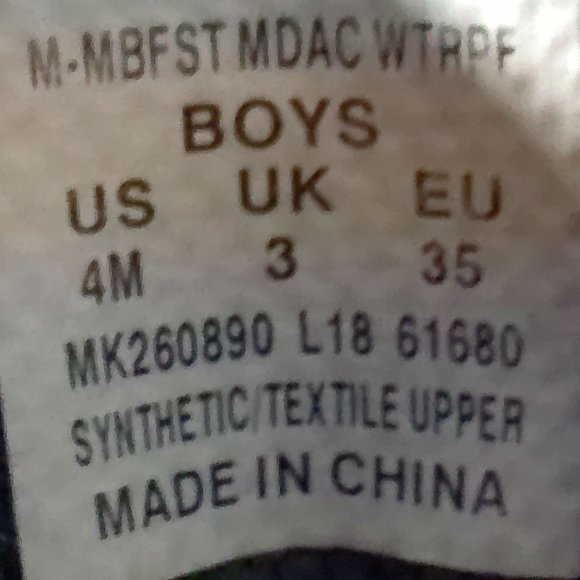 M-MBFST MDAC WTRPF
BOYS
US UK EU
4M 3 35
MK260890 L18 61680
SYNTHETIC/TEXTILE UPPER
MADE IN CHINA